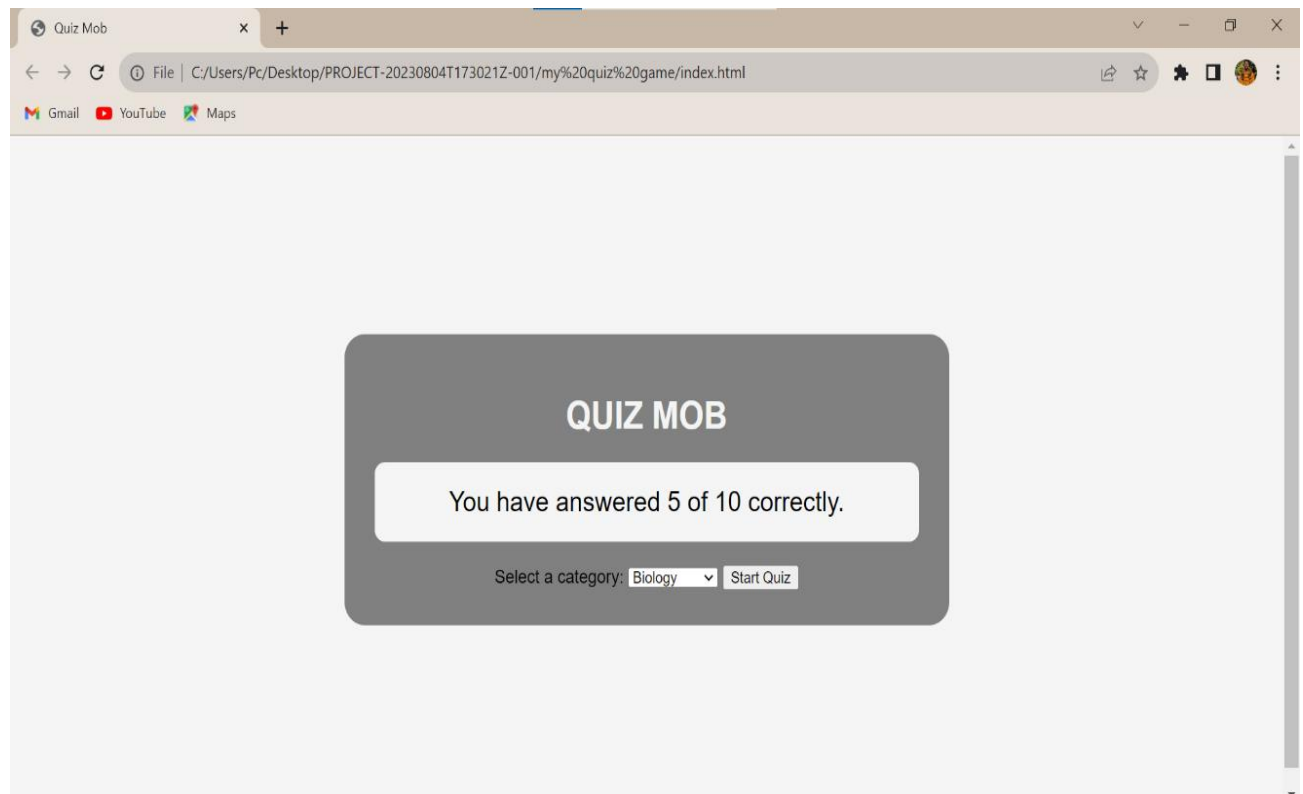 Quiz Mob
File | C:/Users/Pc/Desktop/PROJECT-20230804T173021Z-001/my%20quiz%20game/index.html
Gmail YouTube Maps
QUIZ MOB
You have answered 5 of 10 correctly.
Select a category: Biology Start Quiz